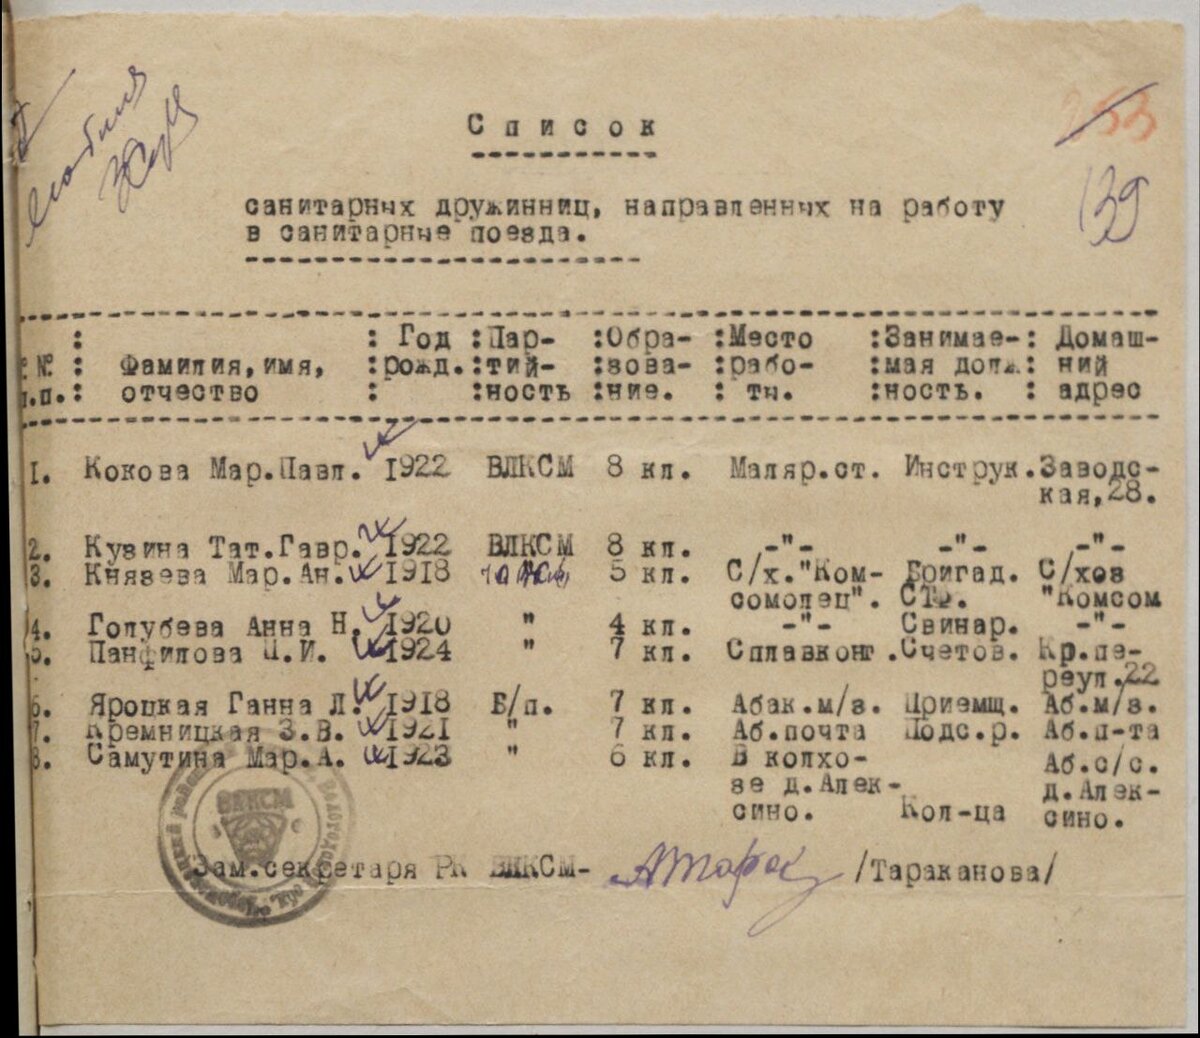 253
139
Список
санитарных дружинниц, направленных на работу
в санитарные поезда.
№№ п.п. : Фамилия, имя, отчество : Год рожд. : Пар-тий-ность : Обра-зова-ние. : Место рабо-ты. : Занимае-мая долж ность. : Домаш-ний адрес
1. Кокова Мар.Павл. 1922 ВЛКСМ 8 кл. Маляр.ст. Инструк. Заводс-
кая,28.
2. Кузина Тат.Гавр. 1922 ВЛКСМ 8 кл. -"- -"- -"-
3. Князева Мар.Ан. 1918 5 кл. С/х."Ком- Бригад. С/хоз
сомолец". СТФ. "Комсом
4. Голубева Анна Н. 1920 " 4 кл. -"- Свинар. -"-
5. Панфилова П.И. 1924 " 7 кл. Сплавконт. Счетов. Кр.пе-
реул.22
6. Яроцкая Ганна Л. 1918 Б/п. 7 кл. Абак.м/з. Приемщ. Аб.м/з.
7. Кремницкая З.В. 1921 " 7 кл. Аб.почта Подс.р. Аб.п-та
8. Самутина Мар.А. 1923 " 6 кл. В колхо- Аб.с/с.
зе д.Алек- д.Алек-
сино. Кол-ца сино.
ВЛКСМ
Зам.секретаря РК ВЛКСМ- /Тараканова/